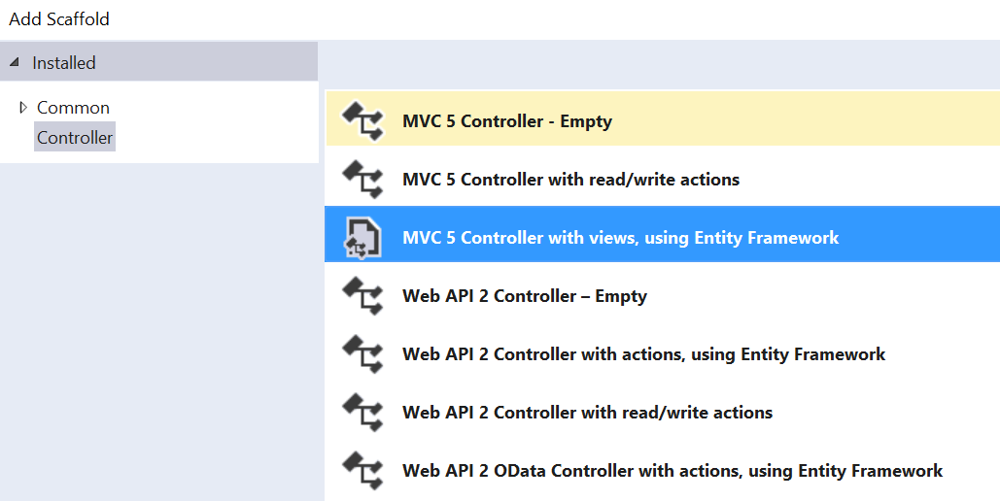 Add Scaffold
Installed
Common
Controller
MVC 5 Controller - Empty
MVC 5 Controller with read/write actions
MVC 5 Controller with views, using Entity Framework
Web API 2 Controller – Empty
Web API 2 Controller with actions, using Entity Framework
Web API 2 Controller with read/write actions
Web API 2 OData Controller with actions, using Entity Framework